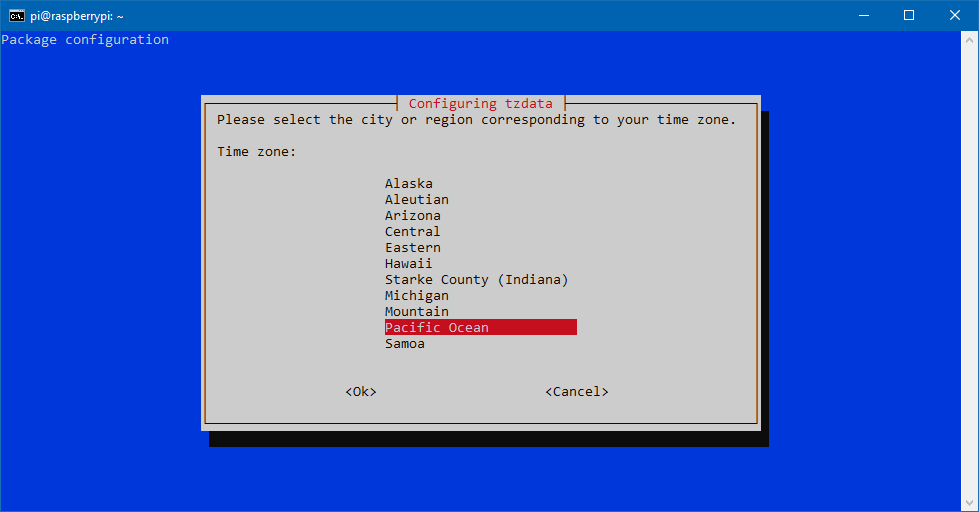 pi@raspberrypi: ~
Package configuration
Configuring tzdata
Please select the city or region corresponding to your time zone.
Time zone:
Alaska
Aleutian
Arizona
Central
Eastern
Hawaii
Starke County (Indiana)
Michigan
Mountain
Pacific Ocean
Samoa
<Ok> <Cancel>